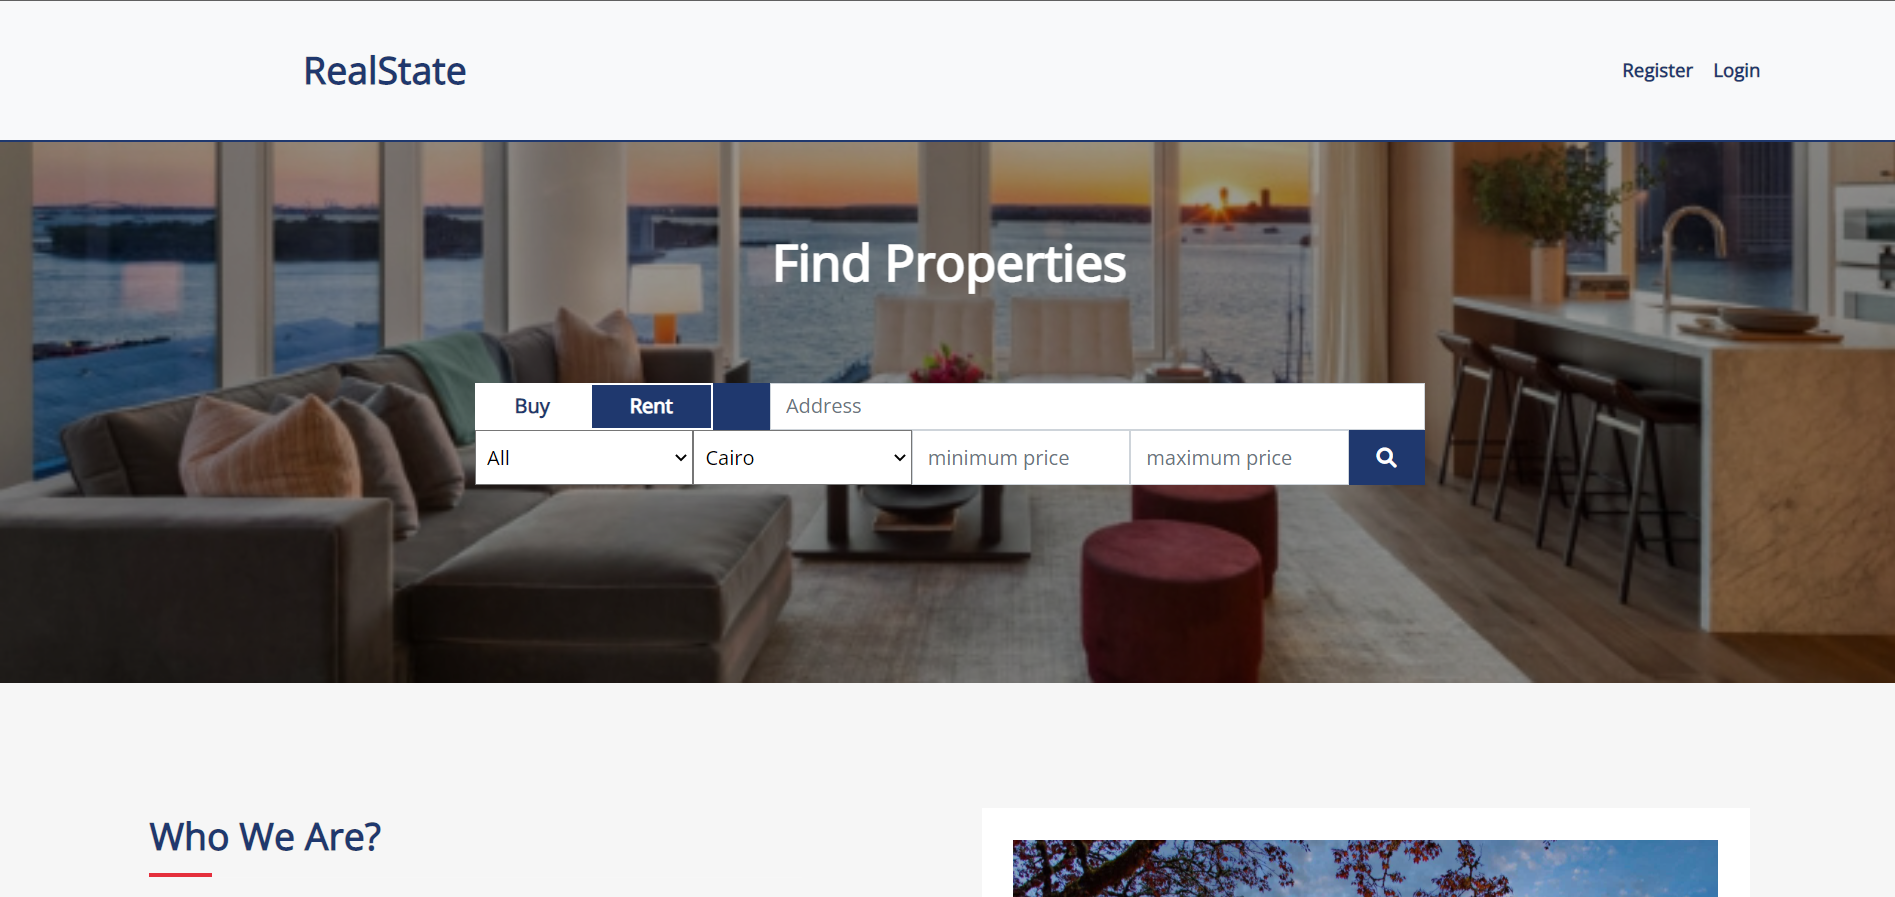 RealState
Register Login
Find Properties
Buy Rent Address
All Cairo minimum price maximum price
Who We Are?